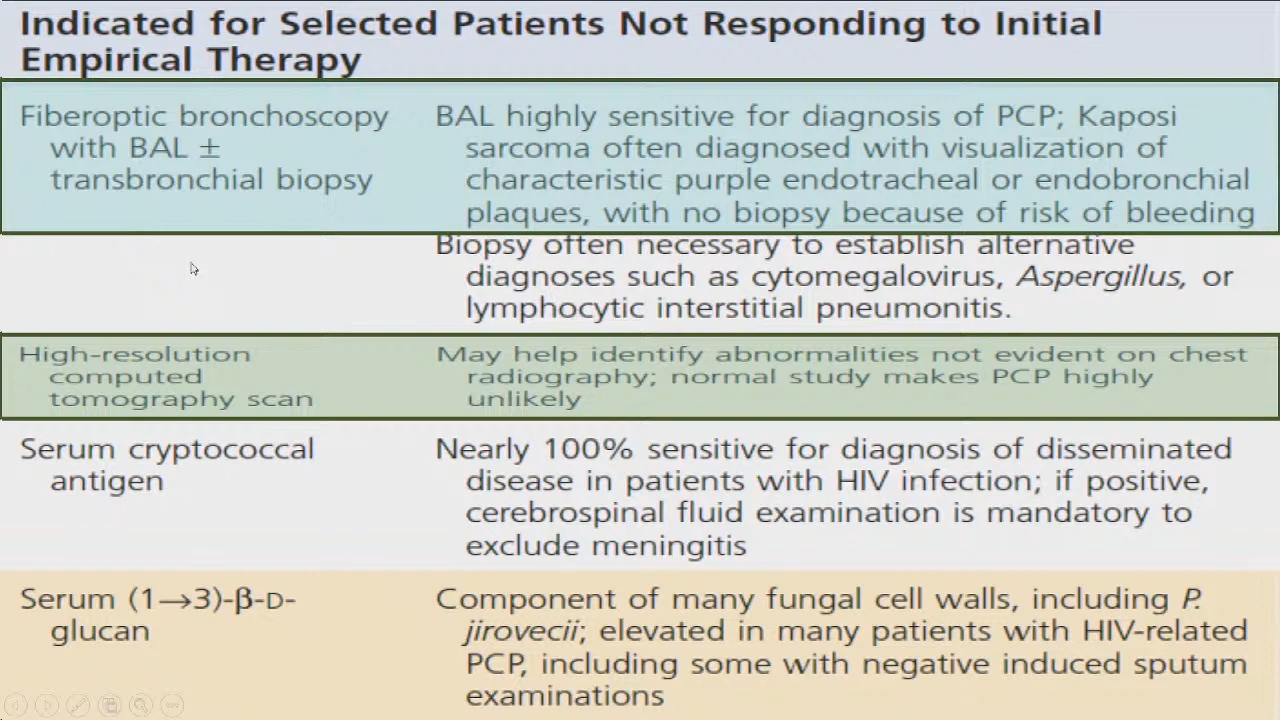 Indicated for Selected Patients Not Responding to Initial
Empirical Therapy
Fiberoptic bronchoscopy
with BAL ±
transbronchial biopsy
BAL highly sensitive for diagnosis of PCP; Kaposi
sarcoma often diagnosed with visualization of
characteristic purple endotracheal or endobronchial
plaques, with no biopsy because of risk of bleeding
Biopsy often necessary to establish alternative
diagnoses such as cytomegalovirus, Aspergillus, or
lymphocytic interstitial pneumonitis.
High-resolution
computed
tomography scan
May help identify abnormalities not evident on chest
radiography; normal study makes PCP highly
unlikely
Serum cryptococcal
antigen
Nearly 100% sensitive for diagnosis of disseminated
disease in patients with HIV infection; if positive,
cerebrospinal fluid examination is mandatory to
exclude meningitis
Serum (1→3)-β-D-
glucan
Component of many fungal cell walls, including P.
jirovecii; elevated in many patients with HIV-related
PCP, including some with negative induced sputum
examinations